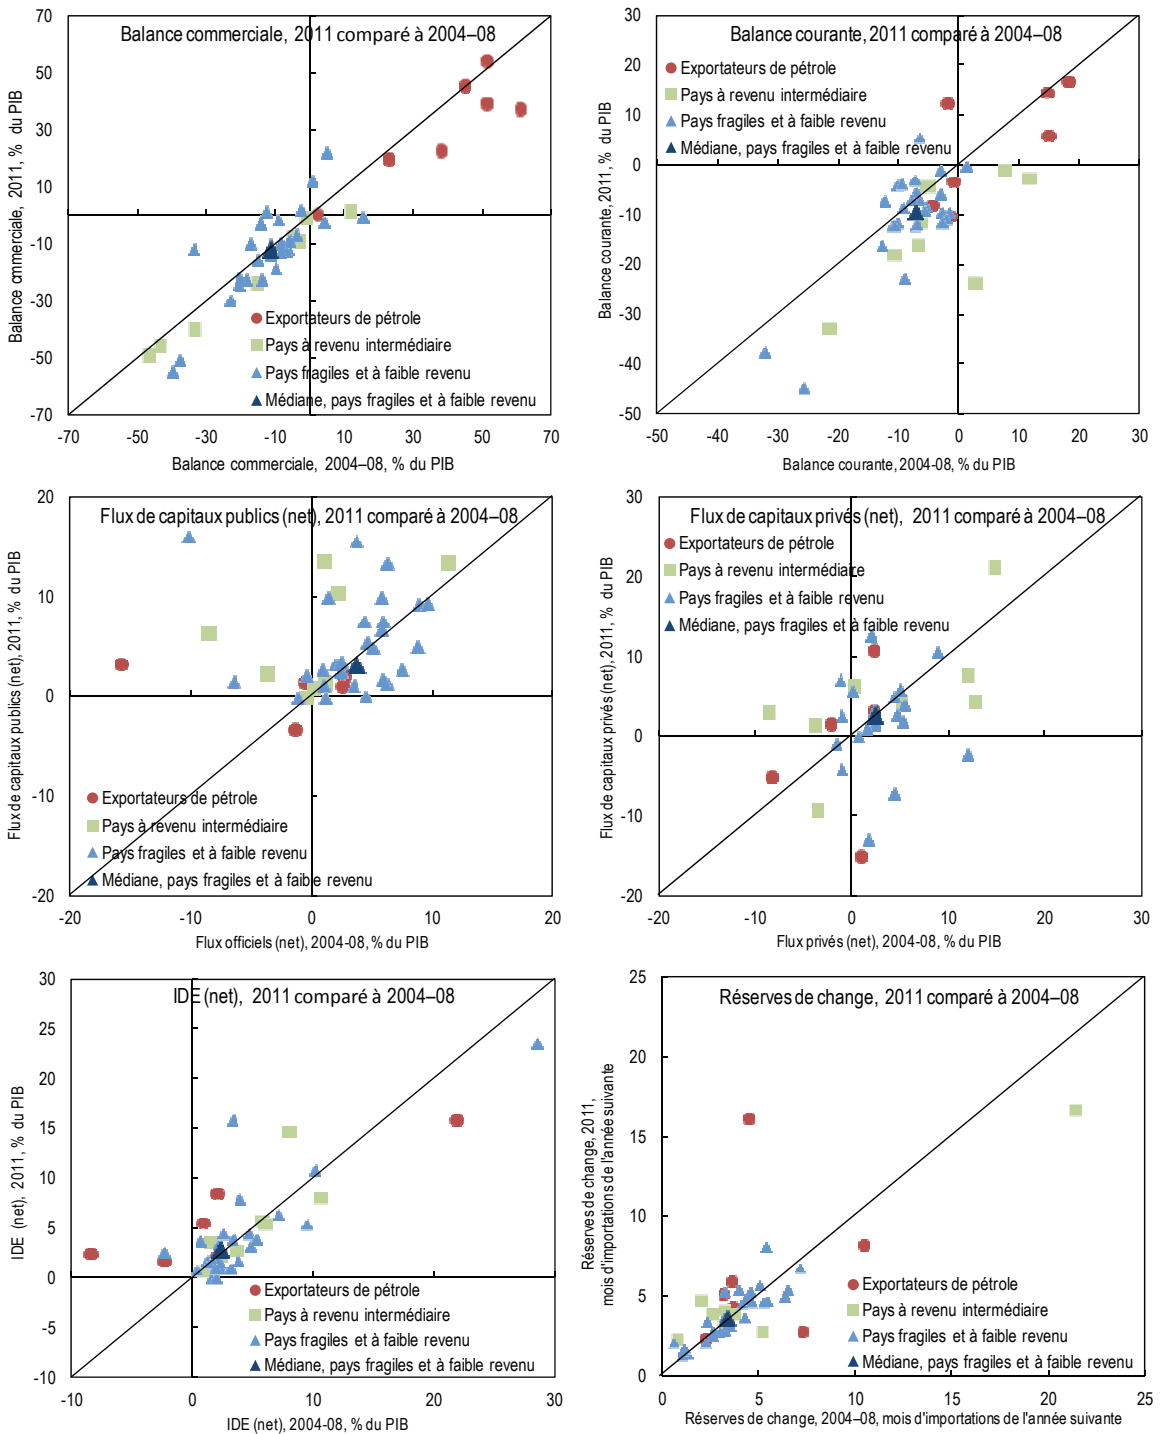 Balance commerciale, 2011 comparé à 2004–08
Balance commerciale, 2011, % du PIB
70
50
30
10
-10
-30
-50
-70
Exportateurs de pétrole
Pays à revenu intermédiaire
Pays fragiles et à faible revenu
Médiane, pays fragiles et à faible revenu
-70 -50 -30 -10 10 30 50 70
Balance commerciale, 2004–08, % du PIB
Balance courante, 2011 comparé à 2004–08
Balance courante, 2011, % du PIB
30
20
10
0
-10
-20
-30
-40
-50
Exportateurs de pétrole
Pays à revenu intermédiaire
Pays fragiles et à faible revenu
Médiane, pays fragiles et à faible revenu
-50 -40 -30 -20 -10 0 10 20 30
Balance courante, 2004-08, % du PIB
Flux de capitaux publics (net), 2011 comparé à 2004–08
Flux de capitaux publics (net), 2011, % du PIB
20
10
0
-10
-20
Exportateurs de pétrole
Pays à revenu intermédiaire
Pays fragiles et à faible revenu
Médiane, pays fragiles et à faible revenu
-20 -10 0 10 20
Flux officiels (net), 2004-08, % du PIB
Flux de capitaux privés (net), 2011 comparé à 2004–08
Flux de capitaux privés (net), 2011, % du PIB
30
20
10
0
-10
-20
Exportateurs de pétrole
Pays à revenu intermédiaire
Pays fragiles et à faible revenu
Médiane, pays fragiles et à faible revenu
-20 -10 0 10 20 30
Flux privés (net), 2004-08, % du PIB
IDE (net), 2011 comparé à 2004–08
IDE (net), 2011, % du PIB
30
25
20
15
10
5
0
-5
-10
Exportateurs de pétrole
Pays à revenu intermédiaire
Pays fragiles et à faible revenu
Médiane, pays fragiles et à faible revenu
-10 0 10 20 30
IDE (net), 2004-08, % du PIB
Réserves de change, 2011 comparé à 2004–08
Réserves de change, 2011,
mois d'importations de l'année suivante
25
20
15
10
5
0
Exportateurs de pétrole
Pays à revenu intermédiaire
Pays fragiles et à faible revenu
Médiane, pays fragiles et à faible revenu
0 5 10 15 20 25
Réserves de change, 2004–08, mois d'importations de l'année suivante